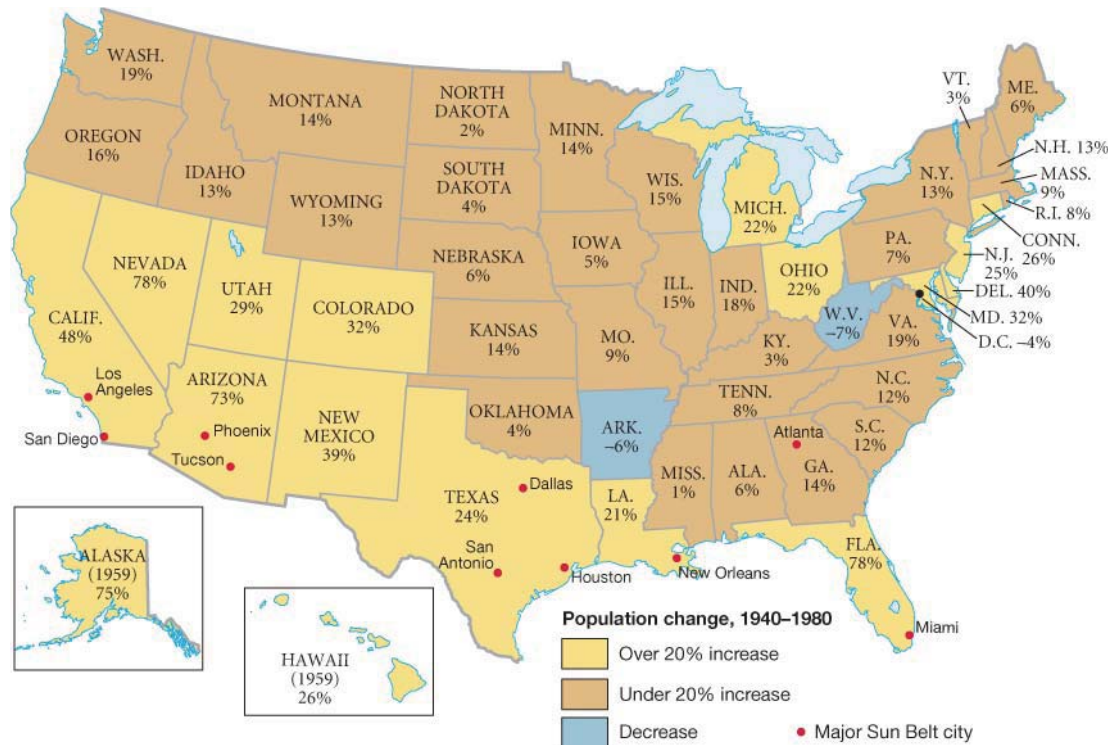 WASH.
19%
OREGON
16%
CALIF.
48%
NEVADA
78%
IDAHO
13%
MONTANA
14%
WYOMING
13%
UTAH
29%
COLORADO
32%
ARIZONA
73%
NEW
MEXICO
39%
NORTH
DAKOTA
2%
SOUTH
DAKOTA
4%
NEBRASKA
6%
KANSAS
14%
OKLAHOMA
4%
TEXAS
24%
MINN.
14%
IOWA
5%
MO.
9%
ARK.
–6%
LA.
21%
WIS.
15%
ILL.
15%
MICH.
22%
IND.
18%
OHIO
22%
KY.
3%
TENN.
8%
MISS.
1%
ALA.
6%
GA.
14%
FLA.
78%
S.C.
12%
N.C.
12%
VA.
19%
W.V.
–7%
PA.
7%
N.Y.
13%
VT.
3%
ME.
6%
N.H. 13%
MASS.
9%
R.I. 8%
CONN.
26%
N.J.
25%
DEL. 40%
MD. 32%
D.C. –4%
Los
Angeles
San Diego
Phoenix
Tucson
Dallas
San
Antonio
Houston
New Orleans
Atlanta
Miami
ALASKA
(1959)
75%
HAWAII
(1959)
26%
Population change, 1940–1980
Over 20% increase
Under 20% increase
Decrease
Major Sun Belt city